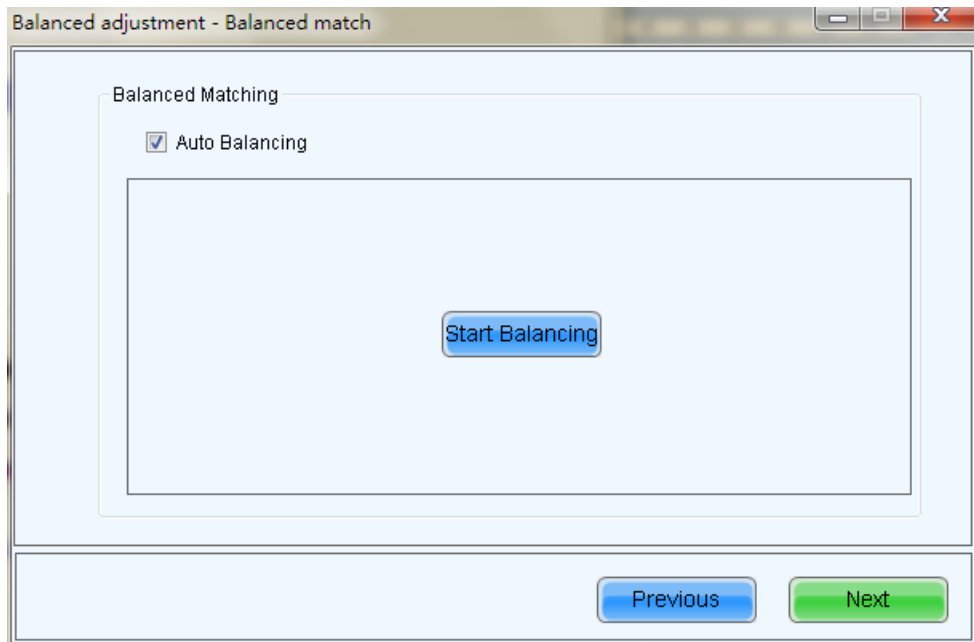 Balanced adjustment - Balanced match
Balanced Matching
Auto Balancing
Start Balancing
Previous
Next